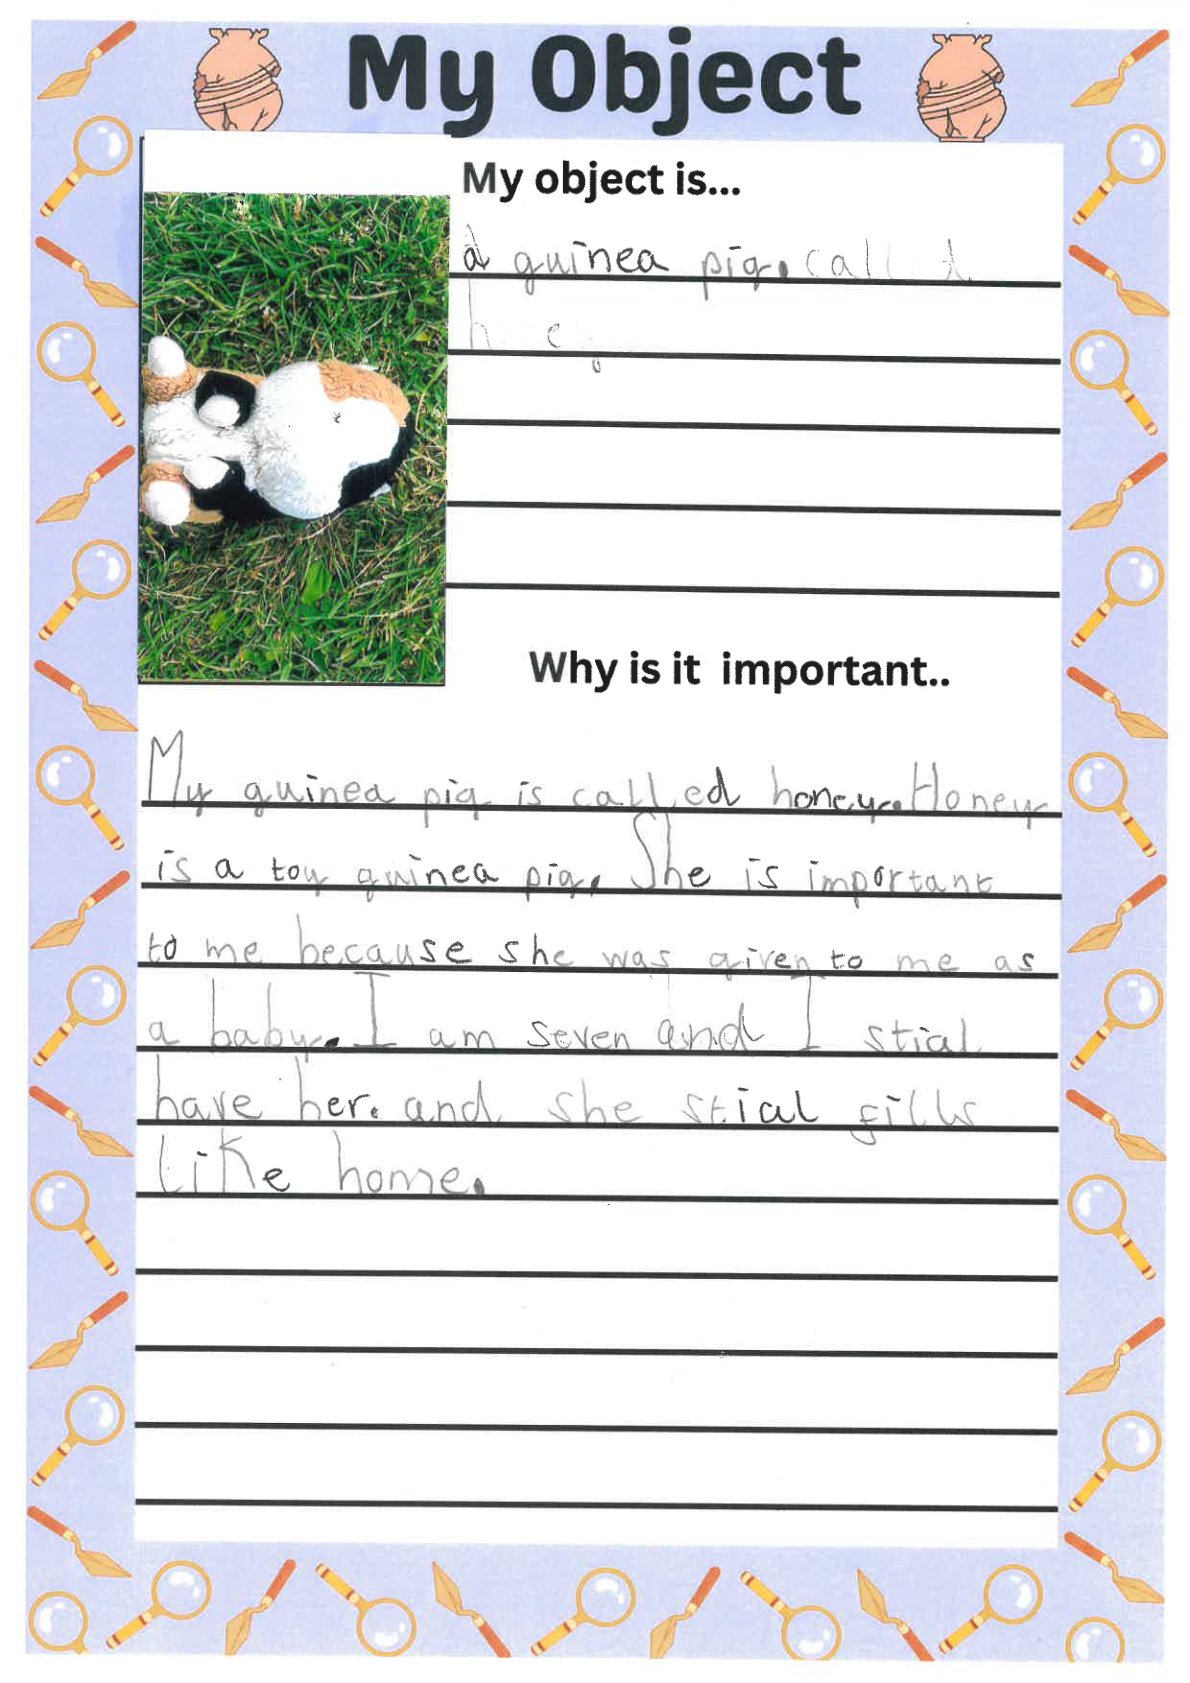 My Object
My object is...
a guinea pig. call d
Why is it important..
My guinea pig is called honey. Honey
is a toy guinea pig. She is important
to me because she was given to me as
a baby. I am seven and I stial
have her. and she stial fills
like home.